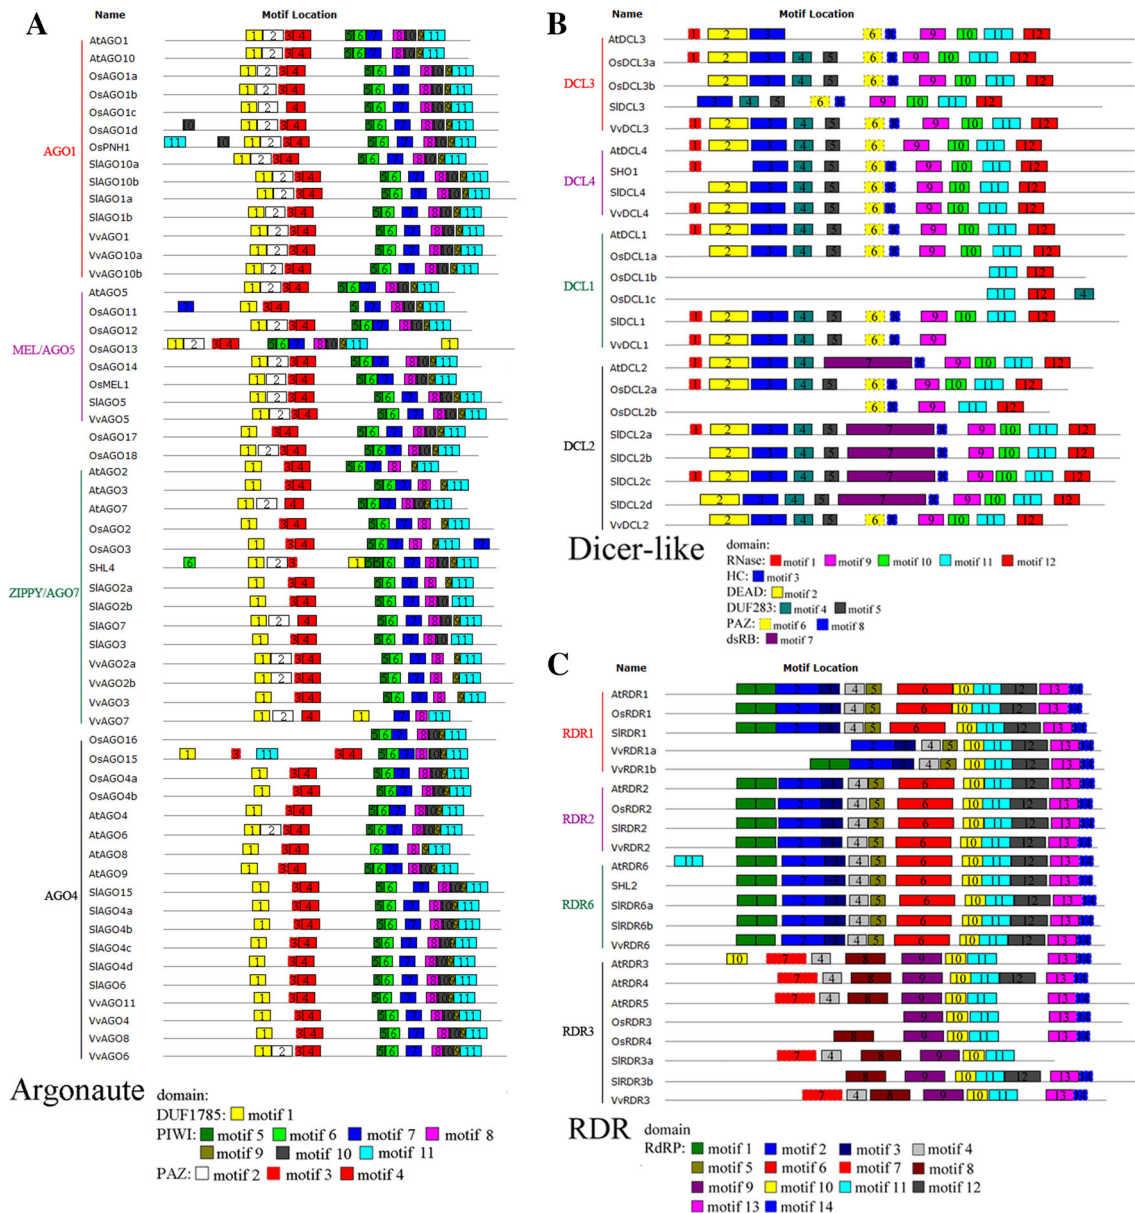 A
Name Motif Location
AtAGO1
AtAGO10
OsAGO1a
OsAGO1b
OsAGO1c
OsAGO1d
AGO1
OsPNH1
SlAGO10a
SlAGO10b
SlAGO1a
SlAGO1b
VvAGO1
VvAGO10a
VvAGO10b
AtAGO5
OsAGO11
OsAGO12
MEL/AGO5
OsAGO13
OsAGO14
OsMEL1
SlAGO5
VvAGO5
OsAGO17
OsAGO18
AtAGO2
AtAGO3
AtAGO7
OsAGO2
OsAGO3
SHL4
ZIPPY/AGO7
SlAGO2a
SlAGO2b
SlAGO7
SlAGO3
VvAGO2a
VvAGO2b
VvAGO3
VvAGO7
OsAGO16
OsAGO15
OsAGO4a
OsAGO4b
AtAGO4
AtAGO6
AtAGO8
AtAGO9
AGO4
SlAGO15
SlAGO4a
SlAGO4b
SlAGO4c
SlAGO4d
SlAGO6
VvAGO11
VvAGO4
VvAGO8
VvAGO6
Argonaute
domain:
DUF1785: motif 1
PIWI: motif 5 motif 6 motif 7 motif 8
motif 9 motif 10 motif 11
PAZ: motif 2 motif 3 motif 4
B
Name Motif Location
AtDCL3
OsDCL3a
DCL3
OsDCL3b
SlDCL3
VvDCL3
AtDCL4
DCL4
SHO1
SlDCL4
VvDCL4
AtDCL1
OsDCL1a
DCL1
OsDCL1b
OsDCL1c
SlDCL1
VvDCL1
AtDCL2
OsDCL2a
OsDCL2b
DCL2
SlDCL2a
SlDCL2b
SlDCL2c
SlDCL2d
VvDCL2
Dicer-like
domain:
RNase: motif 1 motif 9 motif 10 motif 11 motif 12
HC: motif 3
DEAD: motif 2
DUF283: motif 4 motif 5
PAZ: motif 6 motif 8
dsRB: motif 7
C
Name Motif Location
AtRDR1
OsRDR1
RDR1
SlRDR1
VvRDR1a
VvRDR1b
AtRDR2
OsRDR2
RDR2
SlRDR2
VvRDR2
AtRDR6
SHL2
RDR6
SlRDR6a
SlRDR6b
VvRDR6
AtRDR3
AtRDR4
AtRDR5
RDR3
OsRDR3
OsRDR4
SlRDR3a
SlRDR3b
VvRDR3
RDR
domain
RdRP: motif 1 motif 2 motif 3 motif 4
motif 5 motif 6 motif 7 motif 8
motif 9 motif 10 motif 11 motif 12
motif 13 motif 14